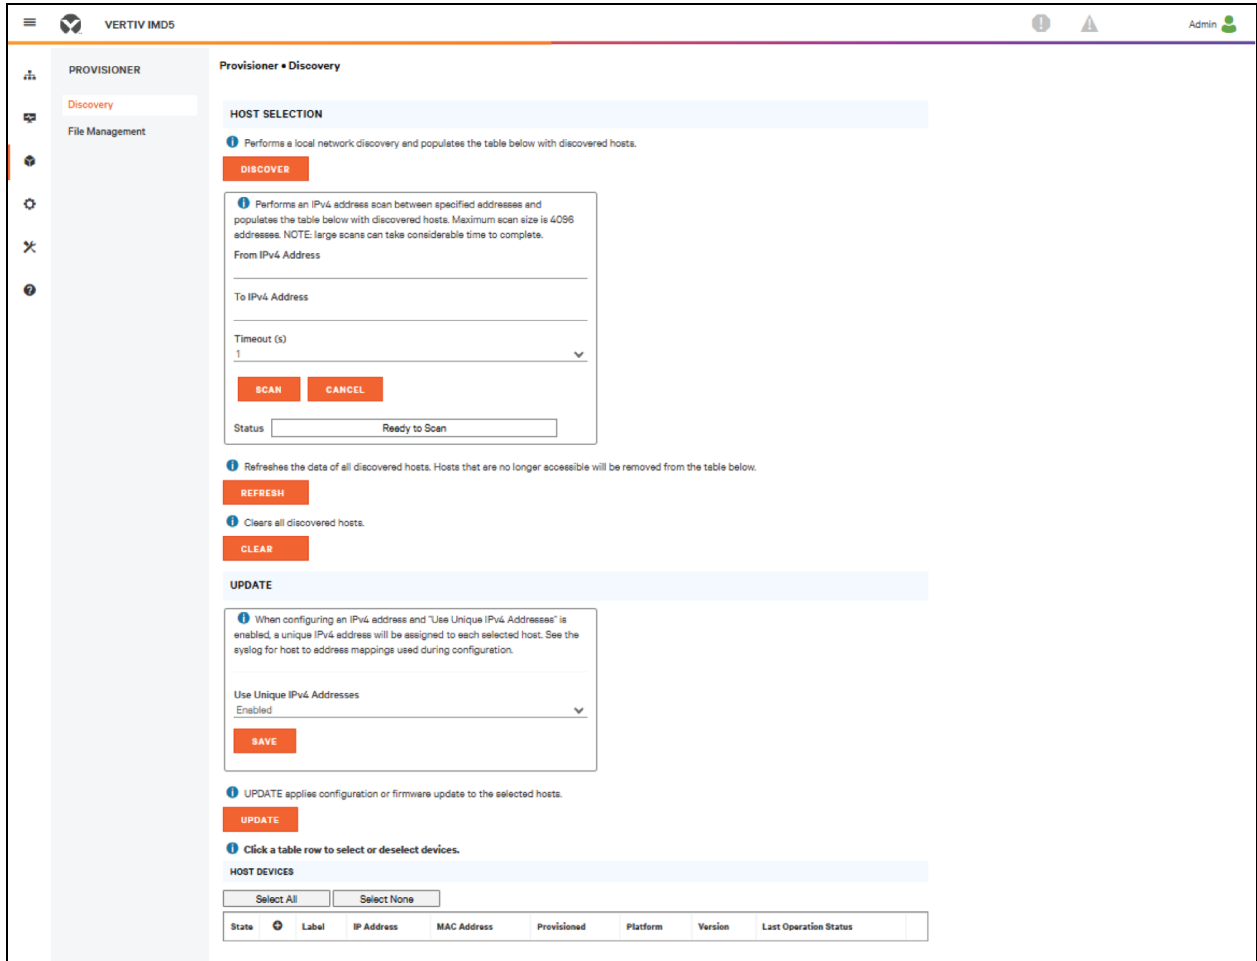 VERTIV IMD5
Admin
PROVISIONER
Discovery
File Management
Provisioner • Discovery
HOST SELECTION
Performs a local network discovery and populates the table below with discovered hosts.
DISCOVER
Performs an IPv4 address scan between specified addresses and
populates the table below with discovered hosts. Maximum scan size is 4096
addresses. NOTE: large scans can take considerable time to complete.
From IPv4 Address
To IPv4 Address
Timeout (s)
1
SCAN CANCEL
Status Ready to Scan
Refreshes the data of all discovered hosts. Hosts that are no longer accessible will be removed from the table below.
REFRESH
Clears all discovered hosts.
CLEAR
UPDATE
When configuring an IPv4 address and "Use Unique IPv4 Addresses" is
enabled, a unique IPv4 address will be assigned to each selected host. See the
syslog for host to address mappings used during configuration.
Use Unique IPv4 Addresses
Enabled
SAVE
UPDATE applies configuration or firmware update to the selected hosts.
UPDATE
Click a table row to select or deselect devices.
HOST DEVICES
Select All Select None
State Label IP Address MAC Address Provisioned Platform Version Last Operation Status